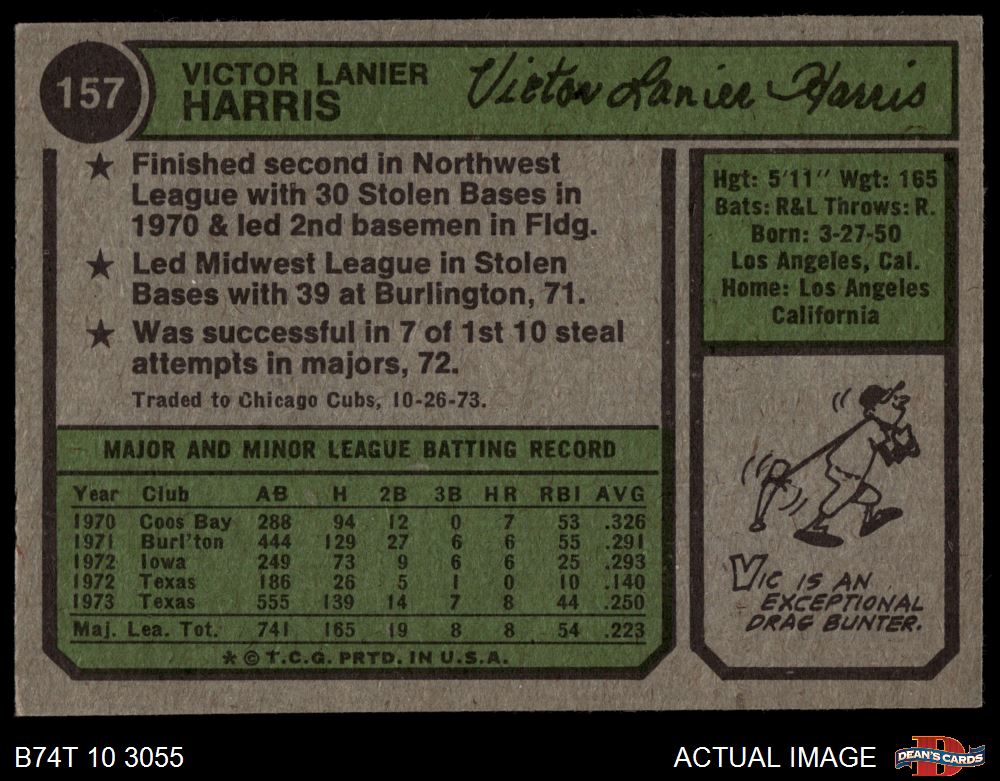 157
VICTOR LANIER
HARRIS
Victor Lanier Harris
★ Finished second in Northwest
League with 30 Stolen Bases in
1970 & led 2nd basemen in Fldg.
★ Led Midwest League in Stolen
Bases with 39 at Burlington, 71.
★ Was successful in 7 of 1st 10 steal
attempts in majors, 72.
Traded to Chicago Cubs, 10-26-73.
Hgt: 5'11" Wgt: 165
Bats: R&L Throws: R.
Born: 3-27-50
Los Angeles, Cal.
Home: Los Angeles
California
MAJOR AND MINOR LEAGUE BATTING RECORD
Year Club AB H 2B 3B HR RBI AVG
1970 Coos Bay 288 94 12 0 7 53 .326
1971 Burl'ton 444 129 27 6 6 55 .291
1972 Iowa 249 73 9 6 6 25 .293
1972 Texas 186 26 5 1 0 10 .140
1973 Texas 555 139 14 7 8 44 .250
Maj. Lea. Tot. 741 165 19 8 8 54 .223
* © T.C.G. PRTD. IN U.S.A.
VIC IS AN
EXCEPTIONAL
DRAG BUNTER.
B74T 10 3055
ACTUAL IMAGE
D
DEAN'S CARDS